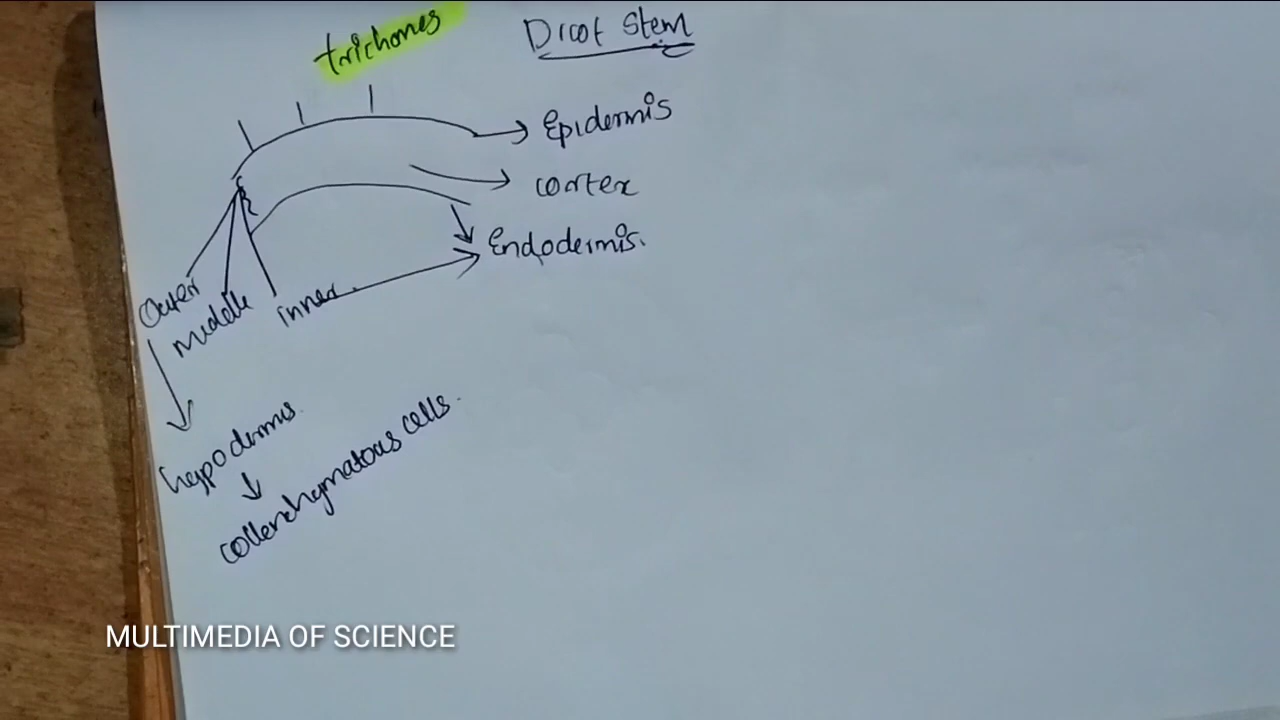 trichomes
Dicot Stem
Epidermis
cortex
Endodermis.
Outer
middle
inner
hypodermis
collenchymatous cells.
MULTIMEDIA OF SCIENCE